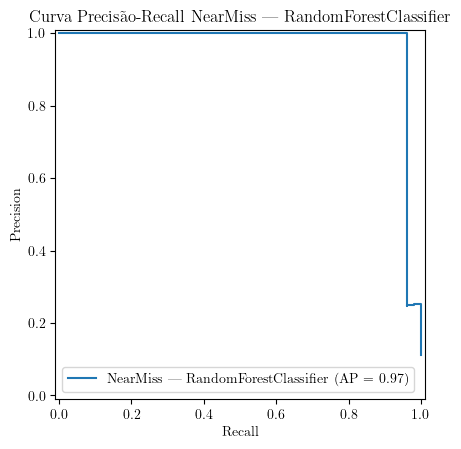 Curva Precisão-Recall NearMiss — RandomForestClassifier
1.0
0.8
0.6
0.4
0.2
0.0
Precision
NearMiss — RandomForestClassifier (AP = 0.97)
0.0 0.2 0.4 0.6 0.8 1.0
Recall